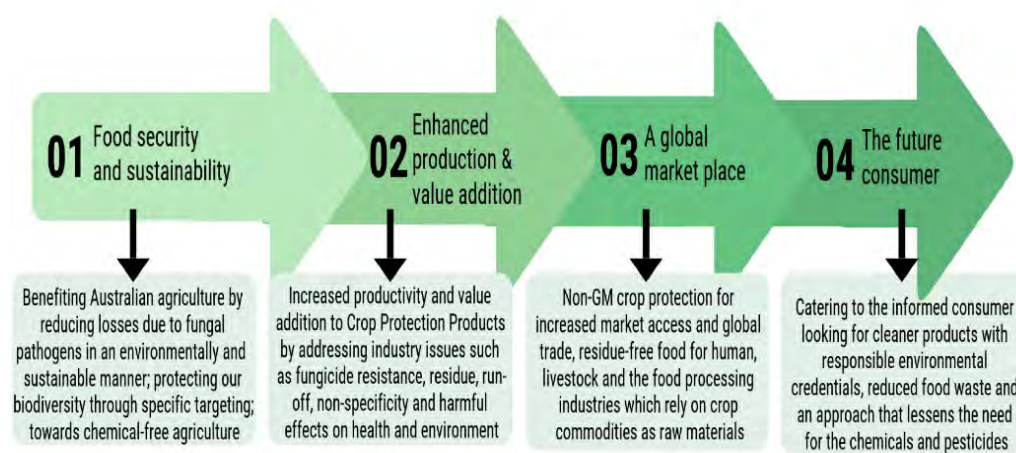 01 Food security
and sustainability
02 Enhanced
production &
value addition
03 A global
market place
04 The future
consumer
Benefiting Australian agriculture by
reducing losses due to fungal
pathogens in an environmentally and
sustainable manner; protecting our
biodiversity through specific targeting;
towards chemical-free agriculture
Increased productivity and value
addition to Crop Protection Products
by addressing industry issues such
as fungicide resistance, residue, run-
off, non-specificity and harmful
effects on health and environment
Non-GM crop protection for
increased market access and global
trade, residue-free food for human,
livestock and the food processing
industries which rely on crop
commodities as raw materials
Catering to the informed consumer
looking for cleaner products with
responsible environmental
credentials, reduced food waste and
an approach that lessens the need
for the chemicals and pesticides